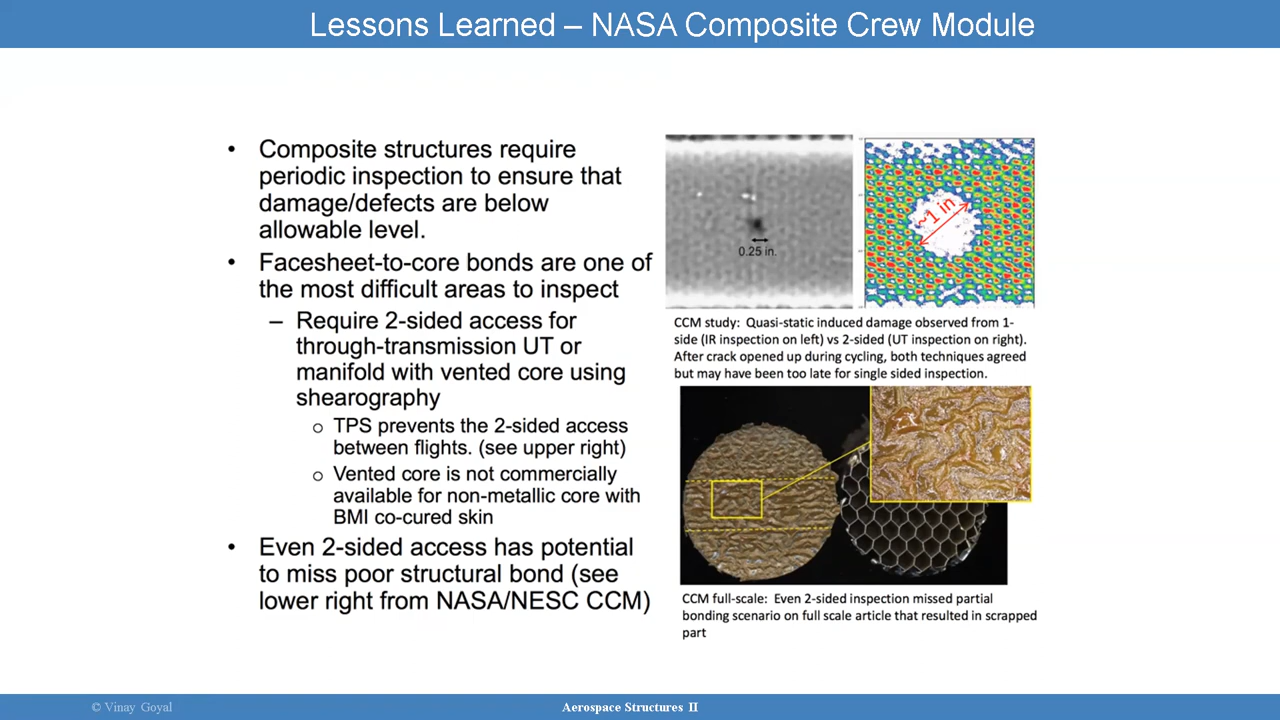 Lessons Learned – NASA Composite Crew Module
• Composite structures require
periodic inspection to ensure that
damage/defects are below
allowable level.
• Facesheet-to-core bonds are one of
the most difficult areas to inspect
– Require 2-sided access for
through-transmission UT or
manifold with vented core using
shearography
o TPS prevents the 2-sided access
between flights. (see upper right)
o Vented core is not commercially
available for non-metallic core with
BMI co-cured skin
• Even 2-sided access has potential
to miss poor structural bond (see
lower right from NASA/NESC CCM)
0.25 in.
~1 in
CCM study: Quasi-static induced damage observed from 1-
side (IR inspection on left) vs 2-sided (UT inspection on right).
After crack opened up during cycling, both techniques agreed
but may have been too late for single sided inspection.
CCM full-scale: Even 2-sided inspection missed partial
bonding scenario on full scale article that resulted in scrapped
part
© Vinay Goyal
Aerospace Structures II